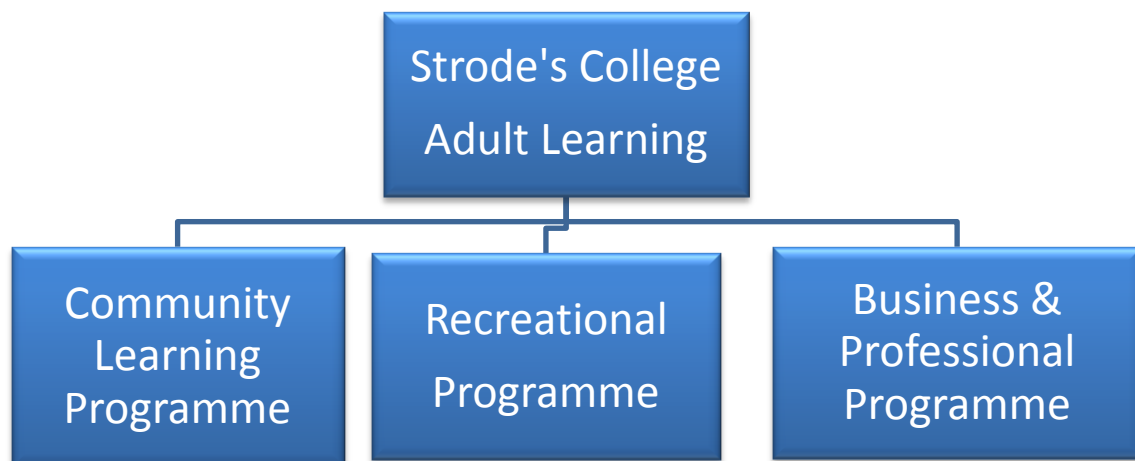 Strode's College
Adult Learning
Community
Learning
Programme
Recreational
Programme
Business &
Professional
Programme